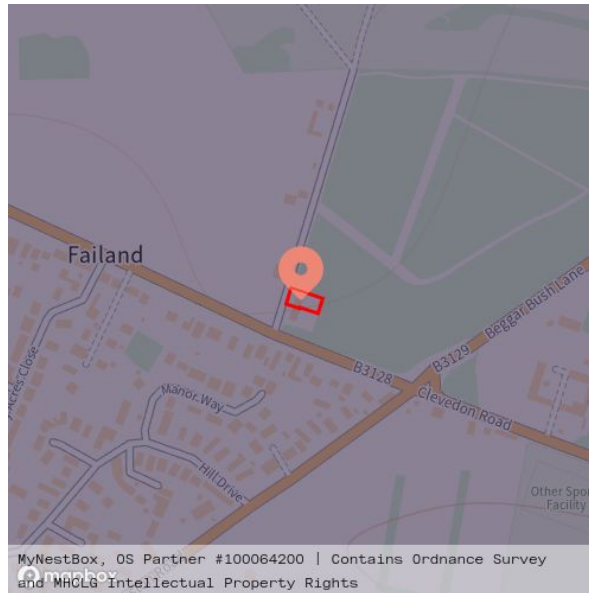 Failand
Beggar Bush Lane
B3129
B3128
Clevedon Road
Acres Close
Manor Way
Hill Drive
Other Spo
Facility
MyNestBox, OS Partner #100064200 | Contains Ordnance Survey
and MHCLG Intellectual Property Rights
mapbox